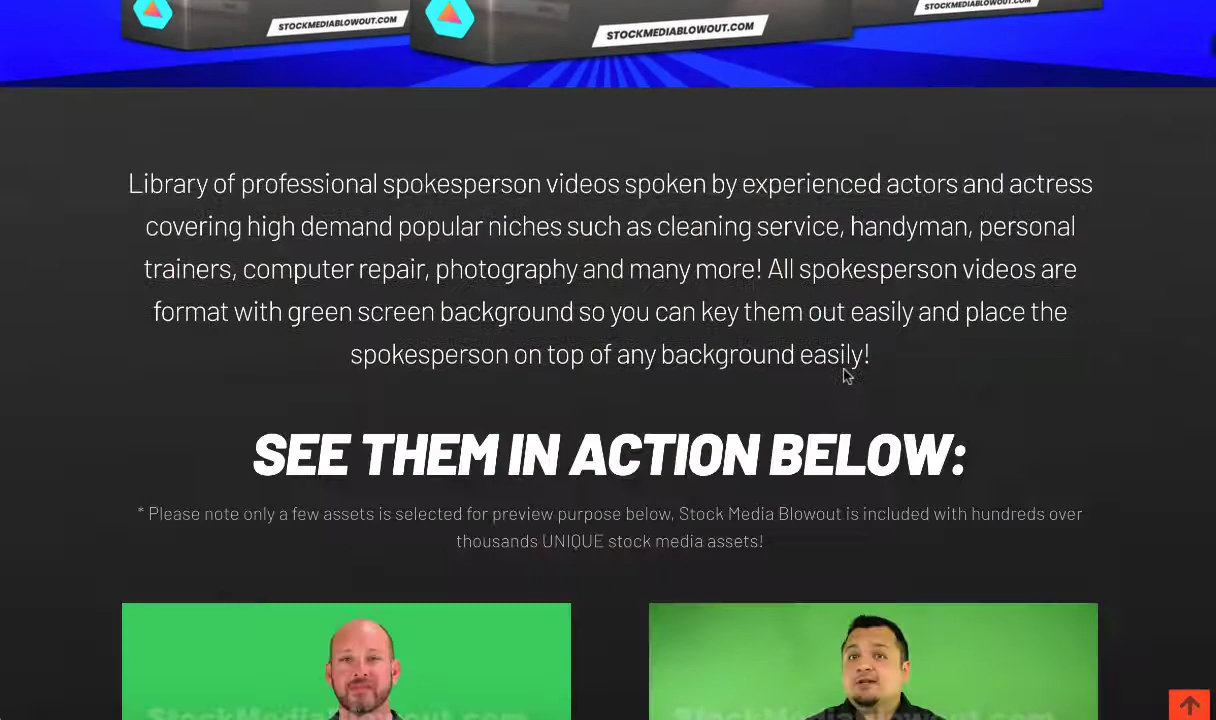 STOCKMEDIABLOWOUT.COM
STOCKMEDIABLOWOUT.COM
STOCKMEDIABLOWOUT.COM
Library of professional spokesperson videos spoken by experienced actors and actress
covering high demand popular niches such as cleaning service, handyman, personal
trainers, computer repair, photography and many more! All spokesperson videos are
format with green screen background so you can key them out easily and place the
spokesperson on top of any background easily!
SEE THEM IN ACTION BELOW:
* Please note only a few assets is selected for preview purpose below, Stock Media Blowout is included with hundreds over
thousands UNIQUE stock media assets!
StockMediaBlowout.com
StockMediaBlowout.com